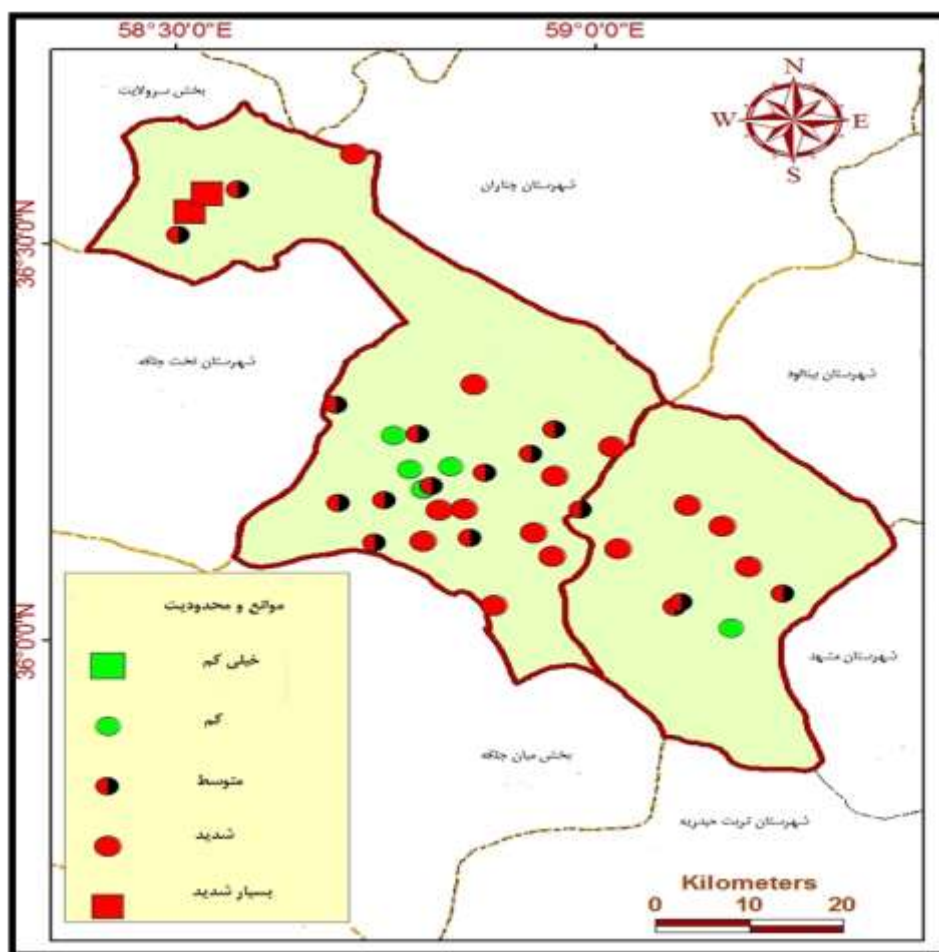 58°30'0"E
59°0'0"E
بخش سرولایت
N
W
E
S
شهرستان چناران
36°30'0"N
شهرستان تخت جلگه
شهرستان بینالود
موانع و محدودیت
خیلی کم
کم
متوسط
شدید
بسیار شدید
36°0'0"N
شهرستان مشهد
بخش میان جلگه
شهرستان تربت حیدریه
Kilometers
0
10
20